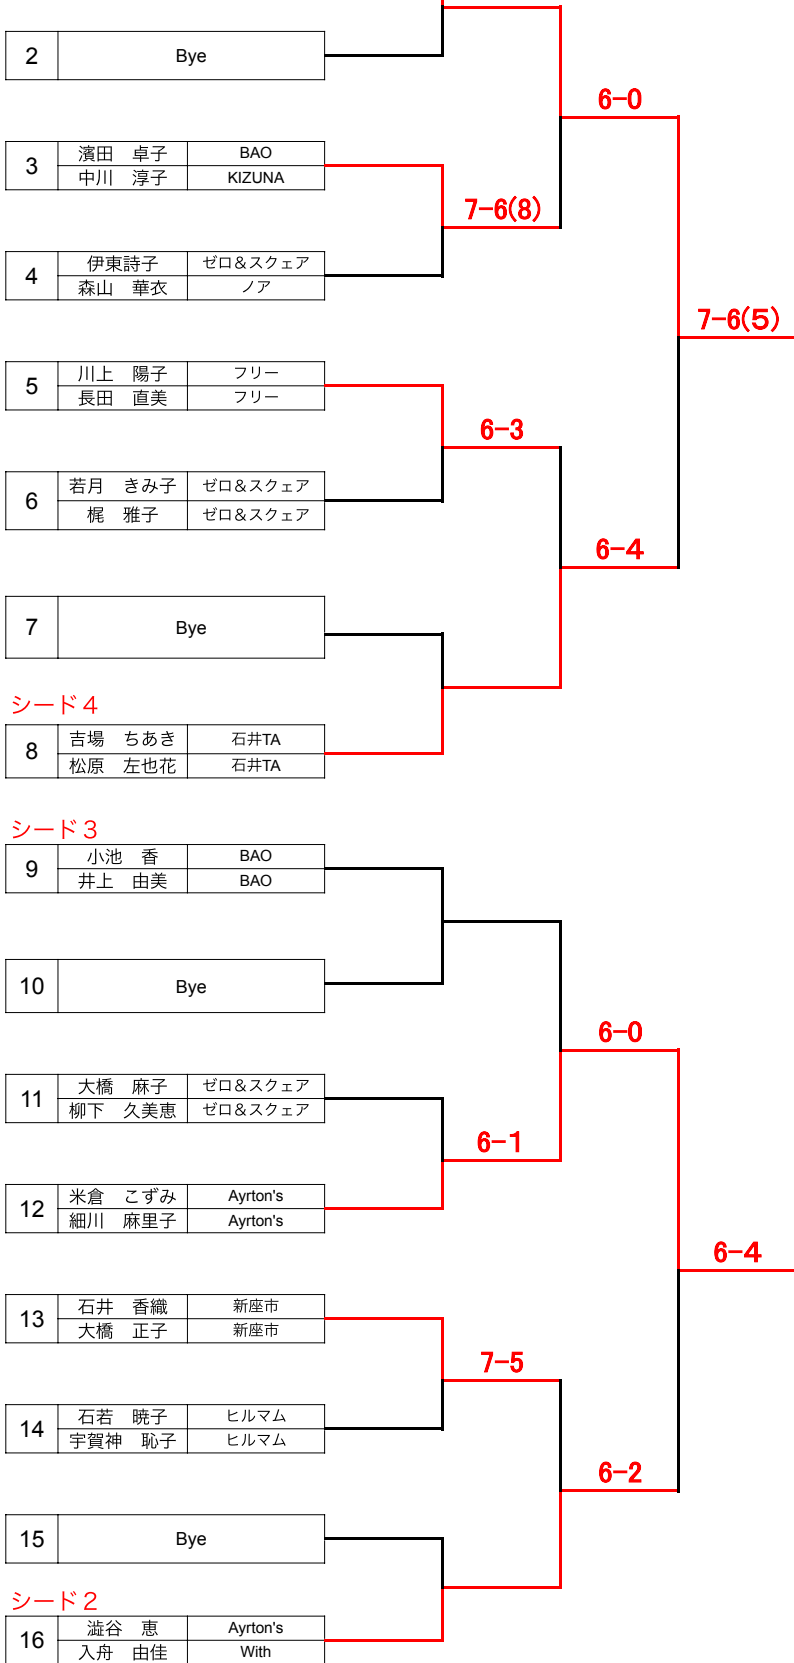 2 Bye
6-0
3 濱田 卓子 BAO
中川 淳子 KIZUNA
7-6(8)
4 伊東詩子 ゼロ&スクェア
森山 華衣 ノア
7-6(5)
5 川上 陽子 フリー
長田 直美 フリー
6-3
6 若月 きみ子 ゼロ&スクェア
梶 雅子 ゼロ&スクェア
6-4
7 Bye
シード4
8 吉場 ちあき 石井TA
松原 左也花 石井TA
シード3
9 小池 香 BAO
井上 由美 BAO
10 Bye
6-0
11 大橋 麻子 ゼロ&スクェア
柳下 久美恵 ゼロ&スクェア
6-1
12 米倉 こずみ Ayrton's
細川 麻里子 Ayrton's
6-4
13 石井 香織 新座市
大橋 正子 新座市
7-5
14 石若 暁子 ヒルマム
宇賀神 恥子 ヒルマム
6-2
15 Bye
シード2
16 澁谷 恵 Ayrton's
入舟 由佳 With